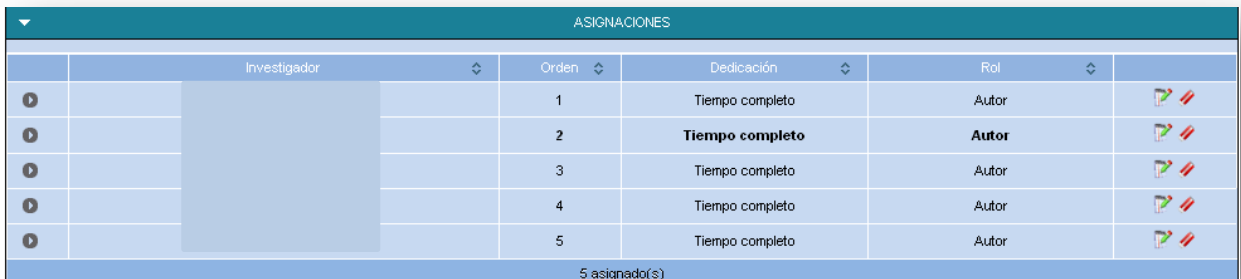 ASIGNACIONES
Investigador Orden Dedicación Rol
1 Tiempo completo Autor
2 Tiempo completo Autor
3 Tiempo completo Autor
4 Tiempo completo Autor
5 Tiempo completo Autor
5 asignado(s)